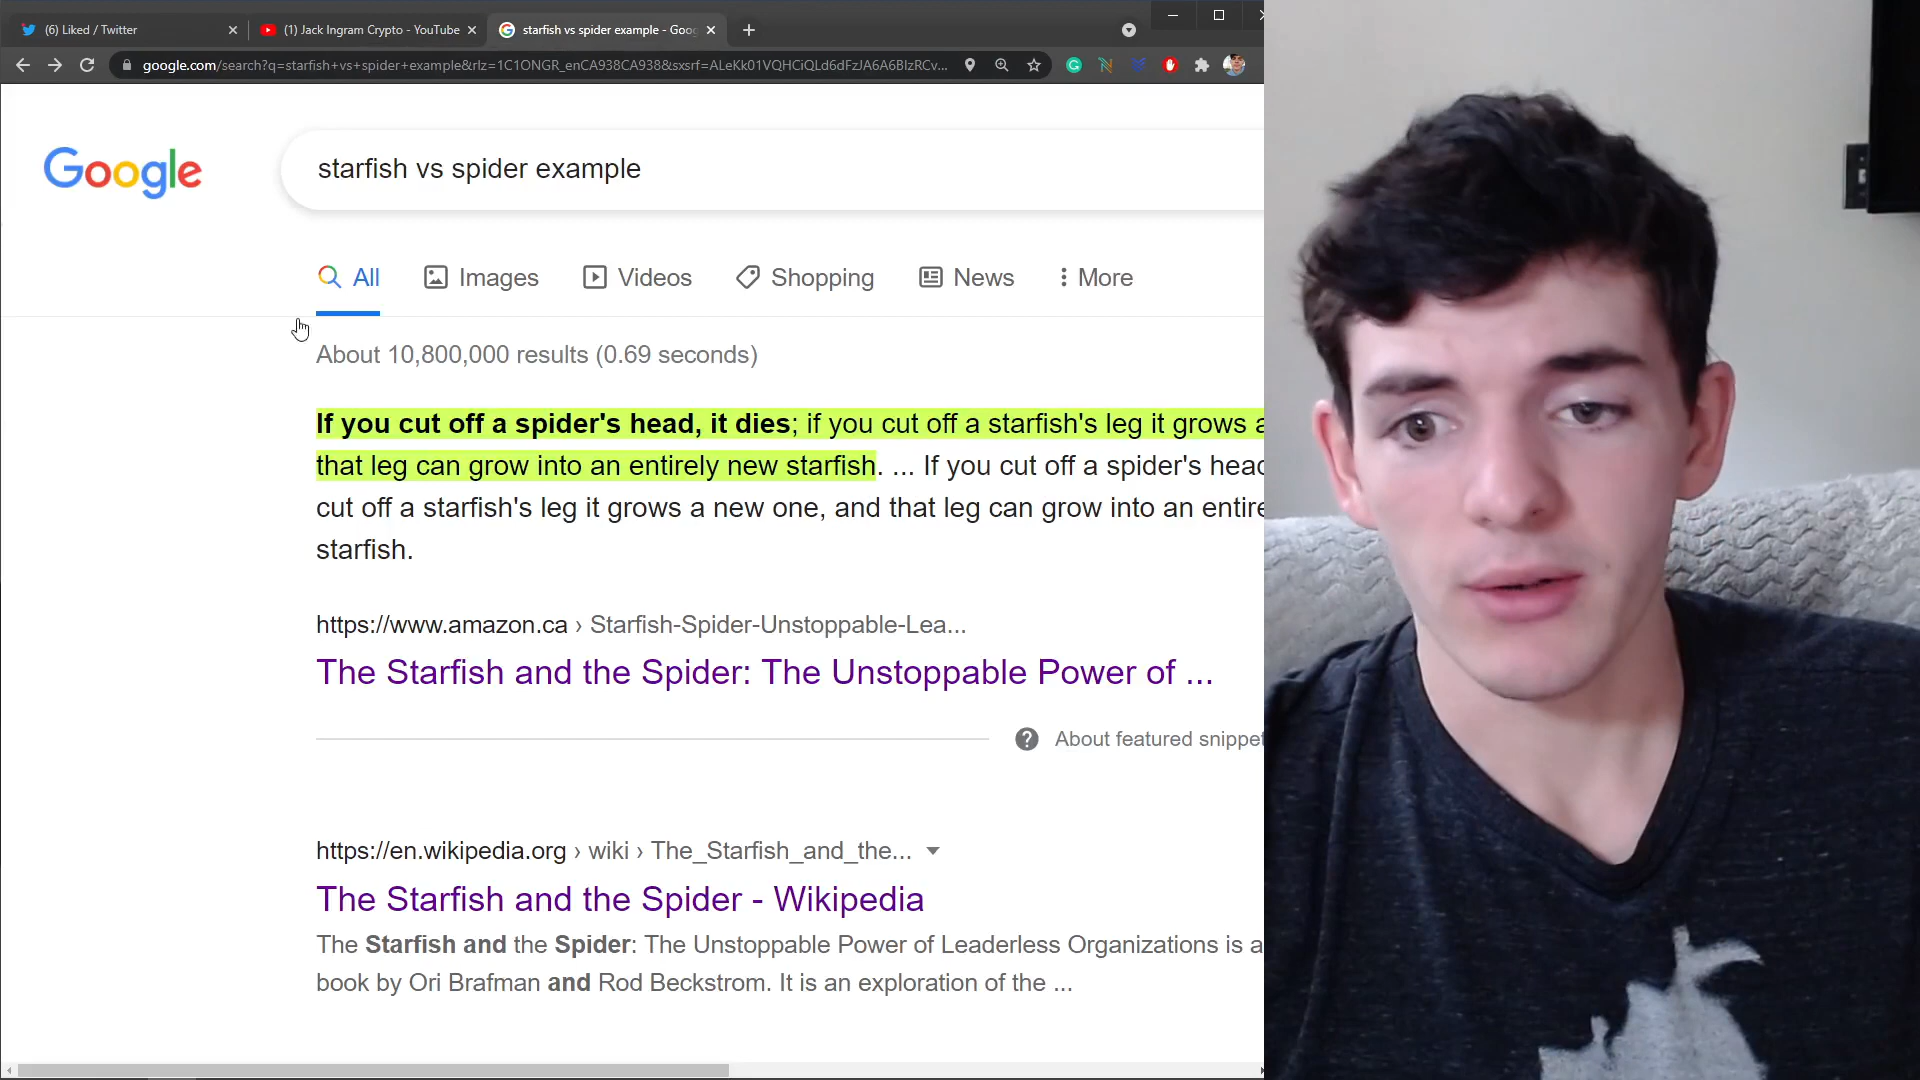 (6) Liked / Twitter
(1) Jack Ingram Crypto - YouTube
starfish vs spider example - Goog
google.com/search?q=starfish+vs+spider+example&rlz=1C1ONGR_enCA938CA938&sxsrf=ALeKk01VQHCiQLd6dFzJA6A6BIzRCv...
Google
starfish vs spider example
All
Images
Videos
Shopping
News
More
About 10,800,000 results (0.69 seconds)
If you cut off a spider's head, it dies; if you cut off a starfish's leg it grows a
that leg can grow into an entirely new starfish. ... If you cut off a spider's head
cut off a starfish's leg it grows a new one, and that leg can grow into an entire
starfish.
https://www.amazon.ca › Starfish-Spider-Unstoppable-Lea...
The Starfish and the Spider: The Unstoppable Power of ...
About featured snippet
https://en.wikipedia.org › wiki › The_Starfish_and_the...
The Starfish and the Spider - Wikipedia
The Starfish and the Spider: The Unstoppable Power of Leaderless Organizations is a
book by Ori Brafman and Rod Beckstrom. It is an exploration of the ...